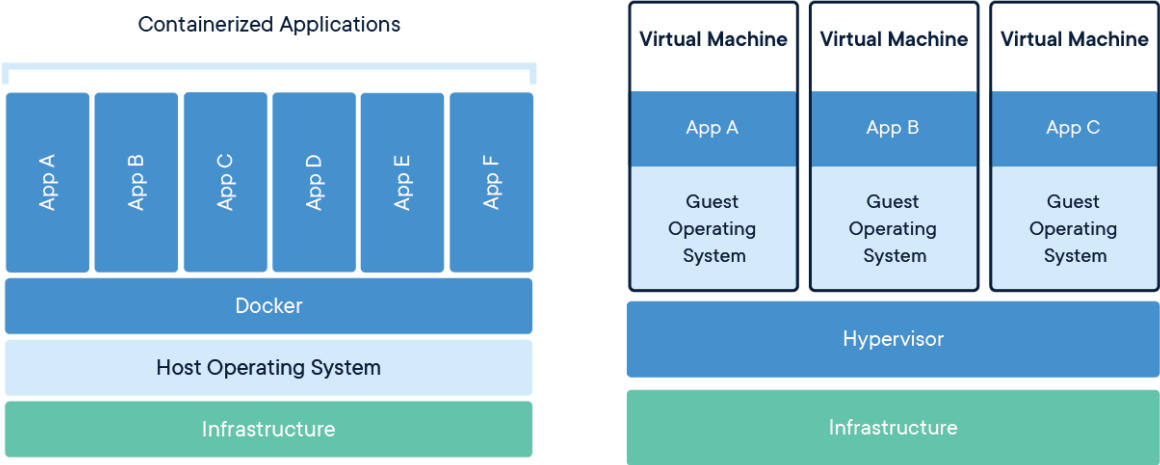 Containerized Applications
App A
App B
App C
App D
App E
App F
Docker
Host Operating System
Infrastructure
Virtual Machine
App A
Guest
Operating
System
Virtual Machine
App B
Guest
Operating
System
Virtual Machine
App C
Guest
Operating
System
Hypervisor
Infrastructure